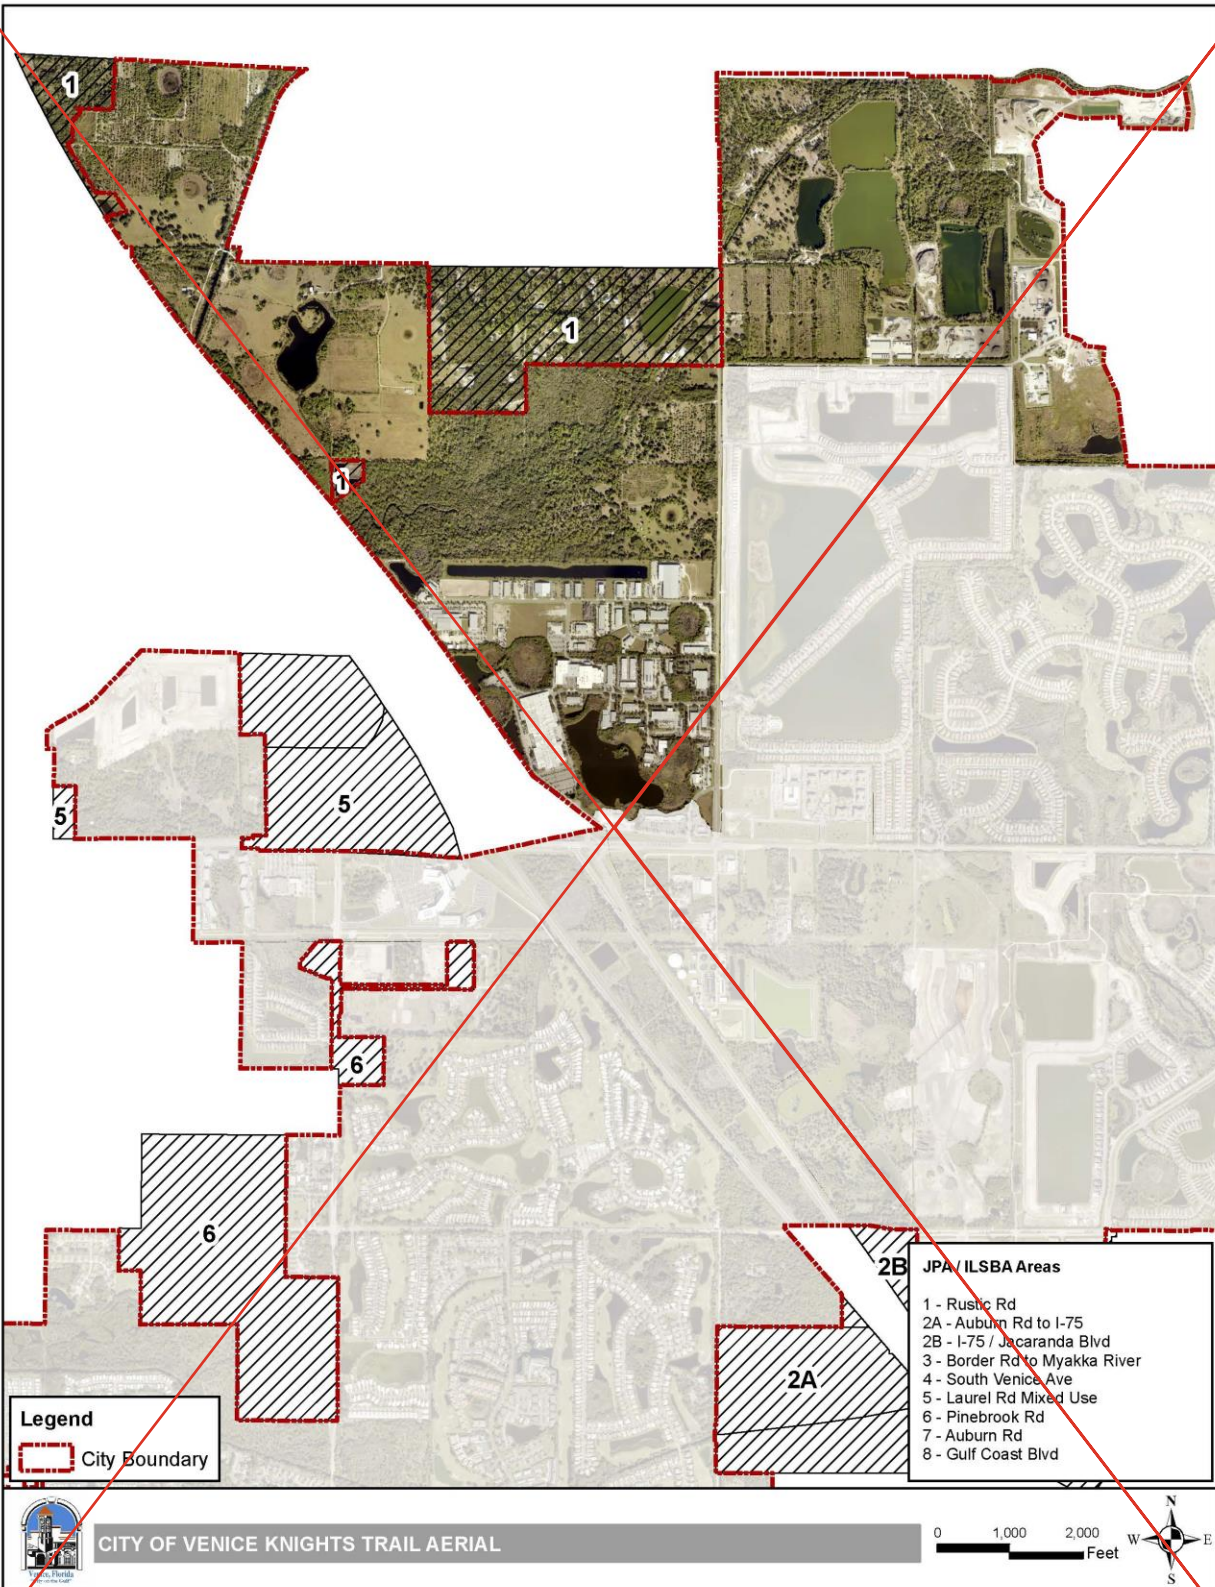 1
1
1
5
5
6
6
2B
2A
JPA / ILSBA Areas
1 - Rustic Rd
2A - Auburn Rd to I-75
2B - I-75 / Jacaranda Blvd
3 - Border Rd to Myakka River
4 - South Venice Ave
5 - Laurel Rd Mixed Use
6 - Pinebrook Rd
7 - Auburn Rd
8 - Gulf Coast Blvd
Legend
City Boundary
Venice, Florida
CITY OF VENICE KNIGHTS TRAIL AERIAL
0 1,000 2,000
Feet
N
W E
S